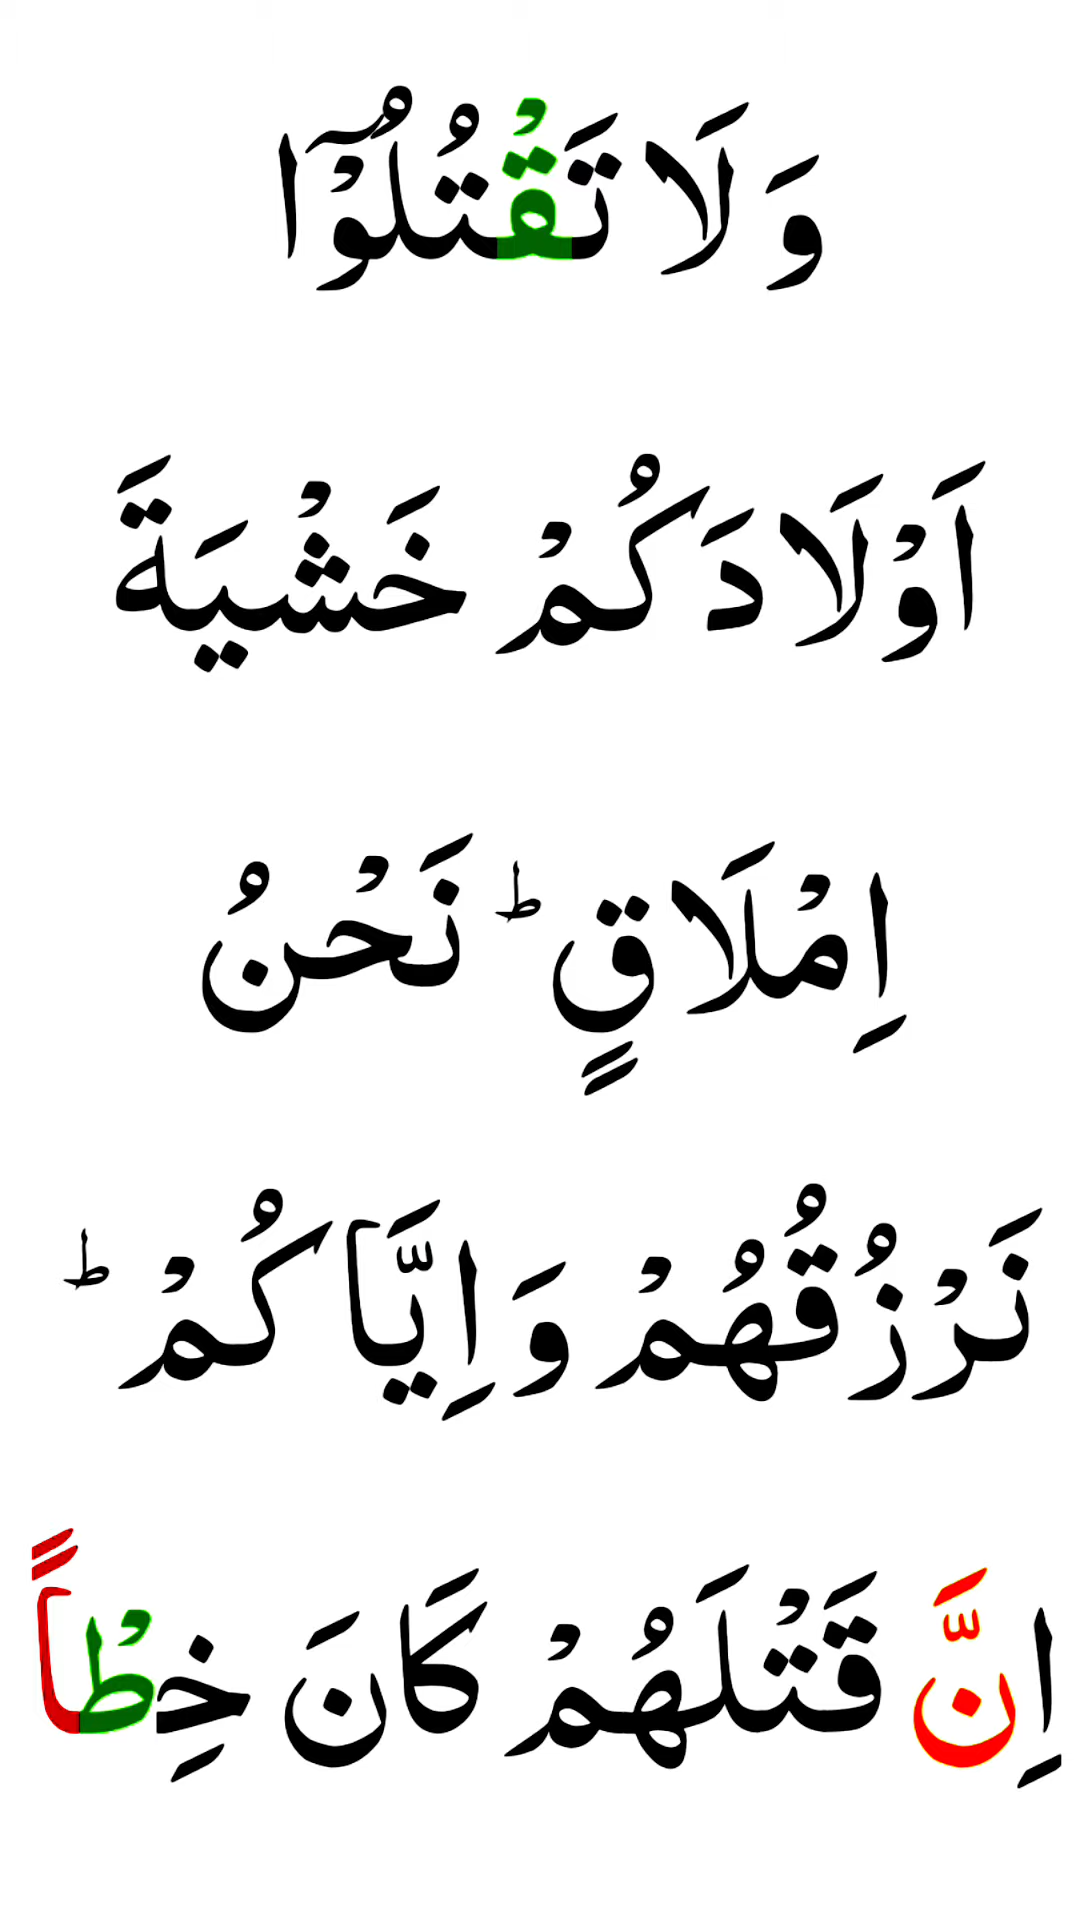 وَ لَا تَقْتُلُوْۤا
اَوْلَادَكُمْ خَشْيَةَ
اِمْلَاقٍ ؕ نَحْنُ
نَرْزُقُهُمْ وَ اِيَّاكُمْ ؕ
اِنَّ قَتْلَهُمْ كَانَ خِطْاً